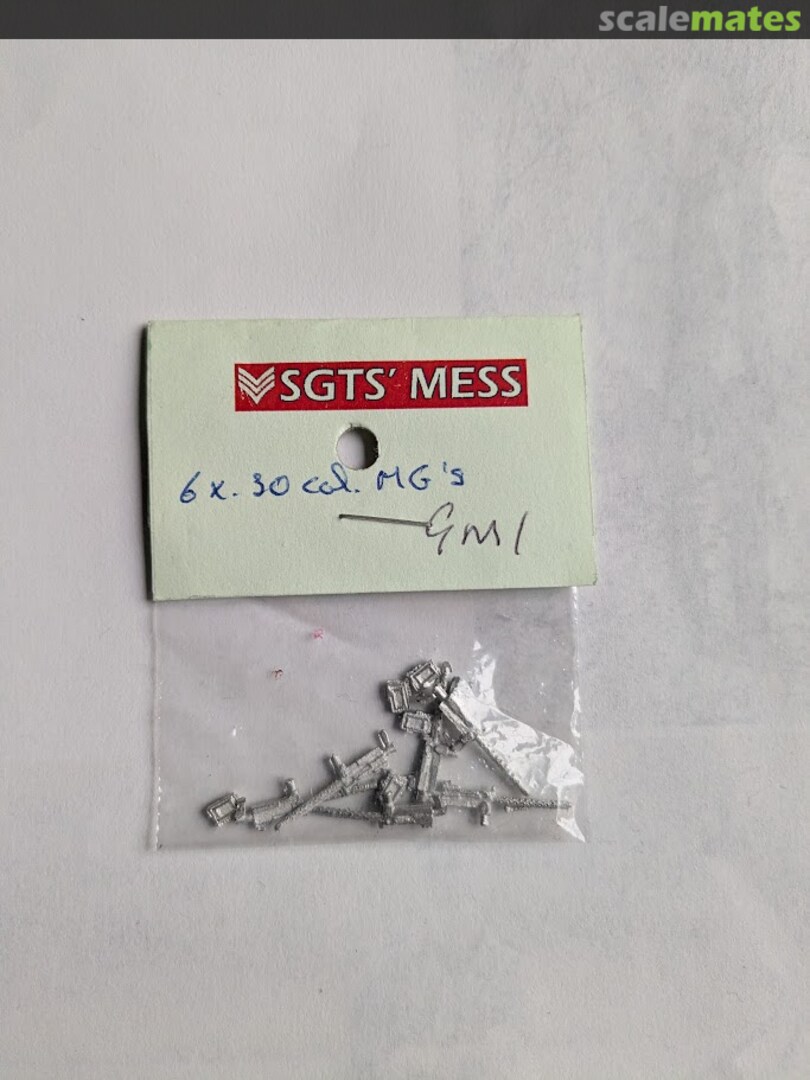 scalemates
SGTS' MESS
6 x .30 cal. MG's
GM1